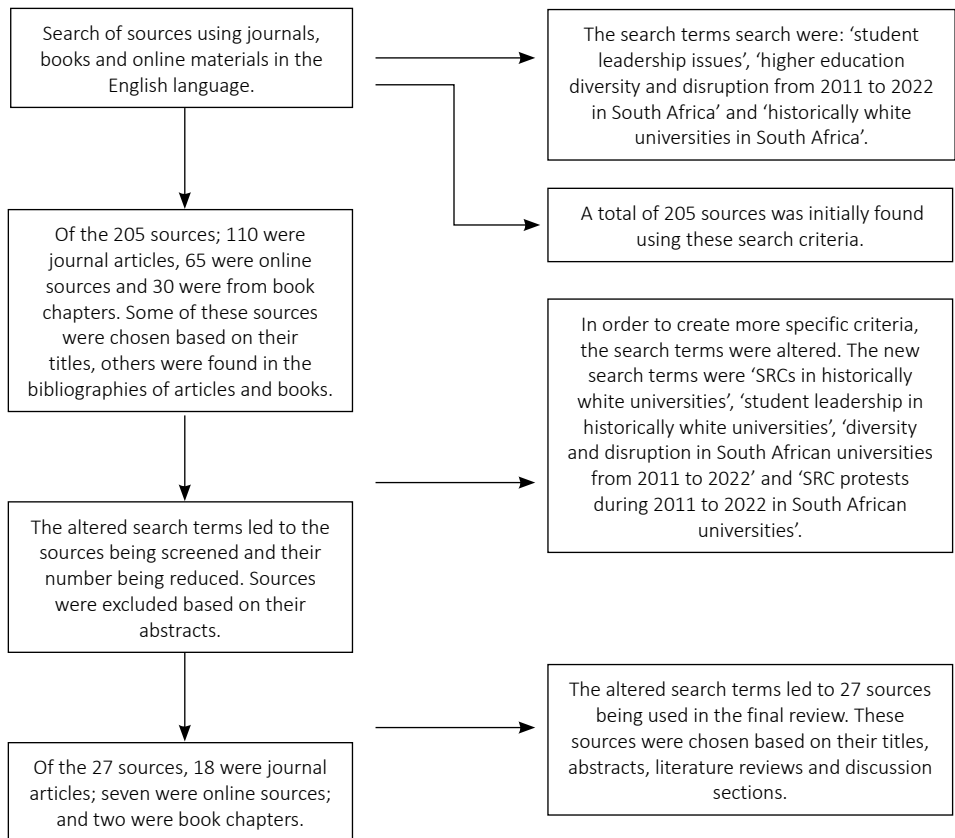 Search of sources using journals,
books and online materials in the
English language.
The search terms search were: ‘student
leadership issues’, ‘higher education
diversity and disruption from 2011 to 2022
in South Africa’ and ‘historically white
universities in South Africa’.
A total of 205 sources was initially found
using these search criteria.
Of the 205 sources; 110 were
journal articles, 65 were online
sources and 30 were from book
chapters. Some of these sources
were chosen based on their
titles, others were found in the
bibliographies of articles and books.
In order to create more specific criteria,
the search terms were altered. The new
search terms were ‘SRCs in historically
white universities’, ‘student leadership in
historically white universities’, ‘diversity
and disruption in South African universities
from 2011 to 2022’ and ‘SRC protests
during 2011 to 2022 in South African
universities’.
The altered search terms led to the
sources being screened and their
number being reduced. Sources
were excluded based on their
abstracts.
The altered search terms led to 27 sources
being used in the final review. These
sources were chosen based on their titles,
abstracts, literature reviews and discussion
sections.
Of the 27 sources, 18 were journal
articles; seven were online sources;
and two were book chapters.